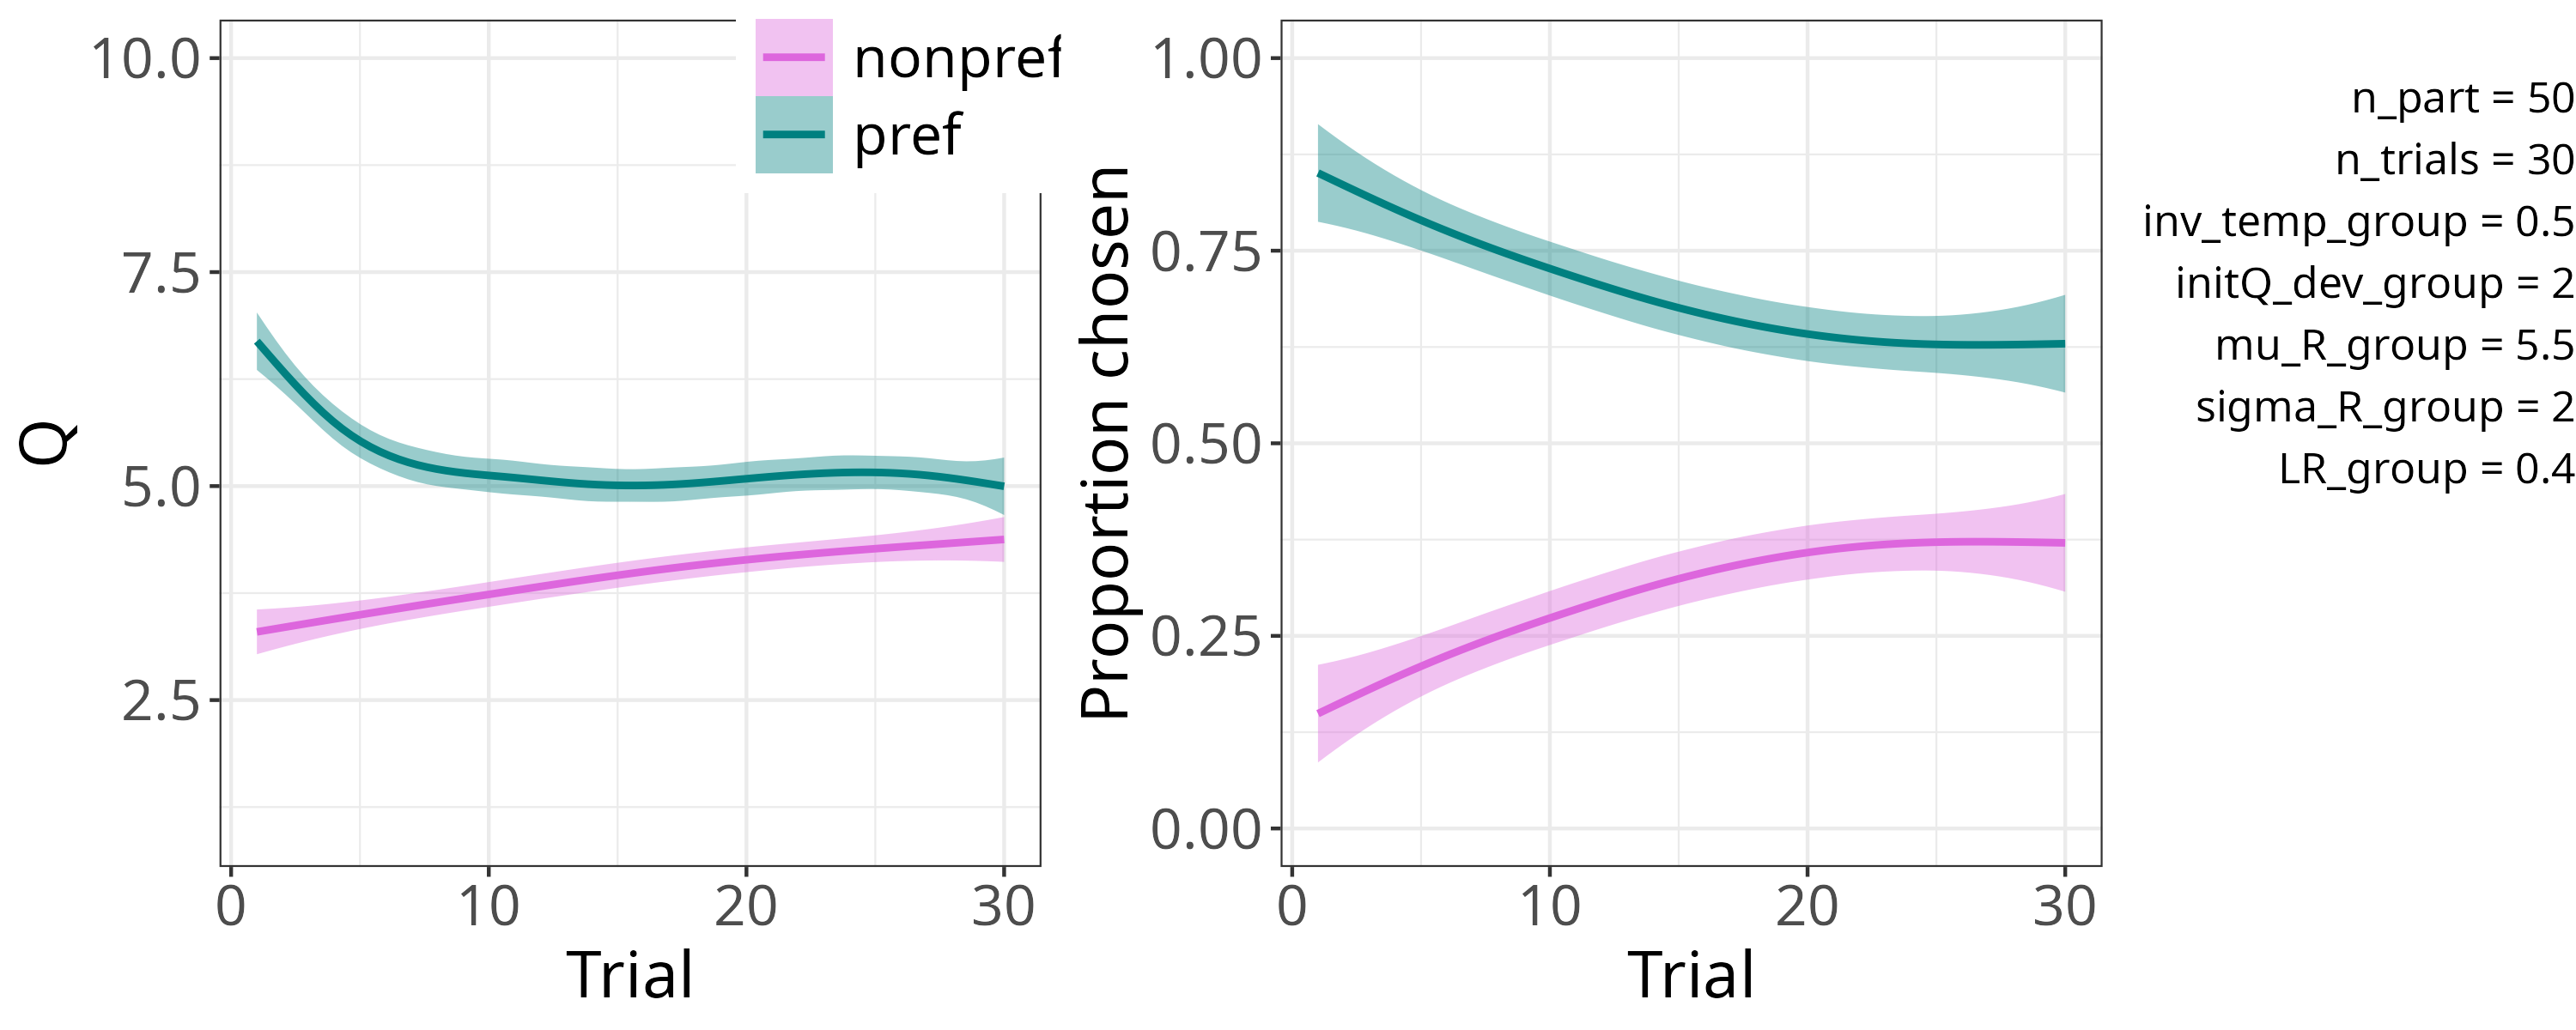 Q
10.0
7.5
5.0
2.5
0
10
20
30
Trial
nonpref
pref
Proportion chosen
1.00
0.75
0.50
0.25
0.00
0
10
20
30
Trial
n_part = 50
n_trials = 30
inv_temp_group = 0.5
initQ_dev_group = 2
mu_R_group = 5.5
sigma_R_group = 2
LR_group = 0.4